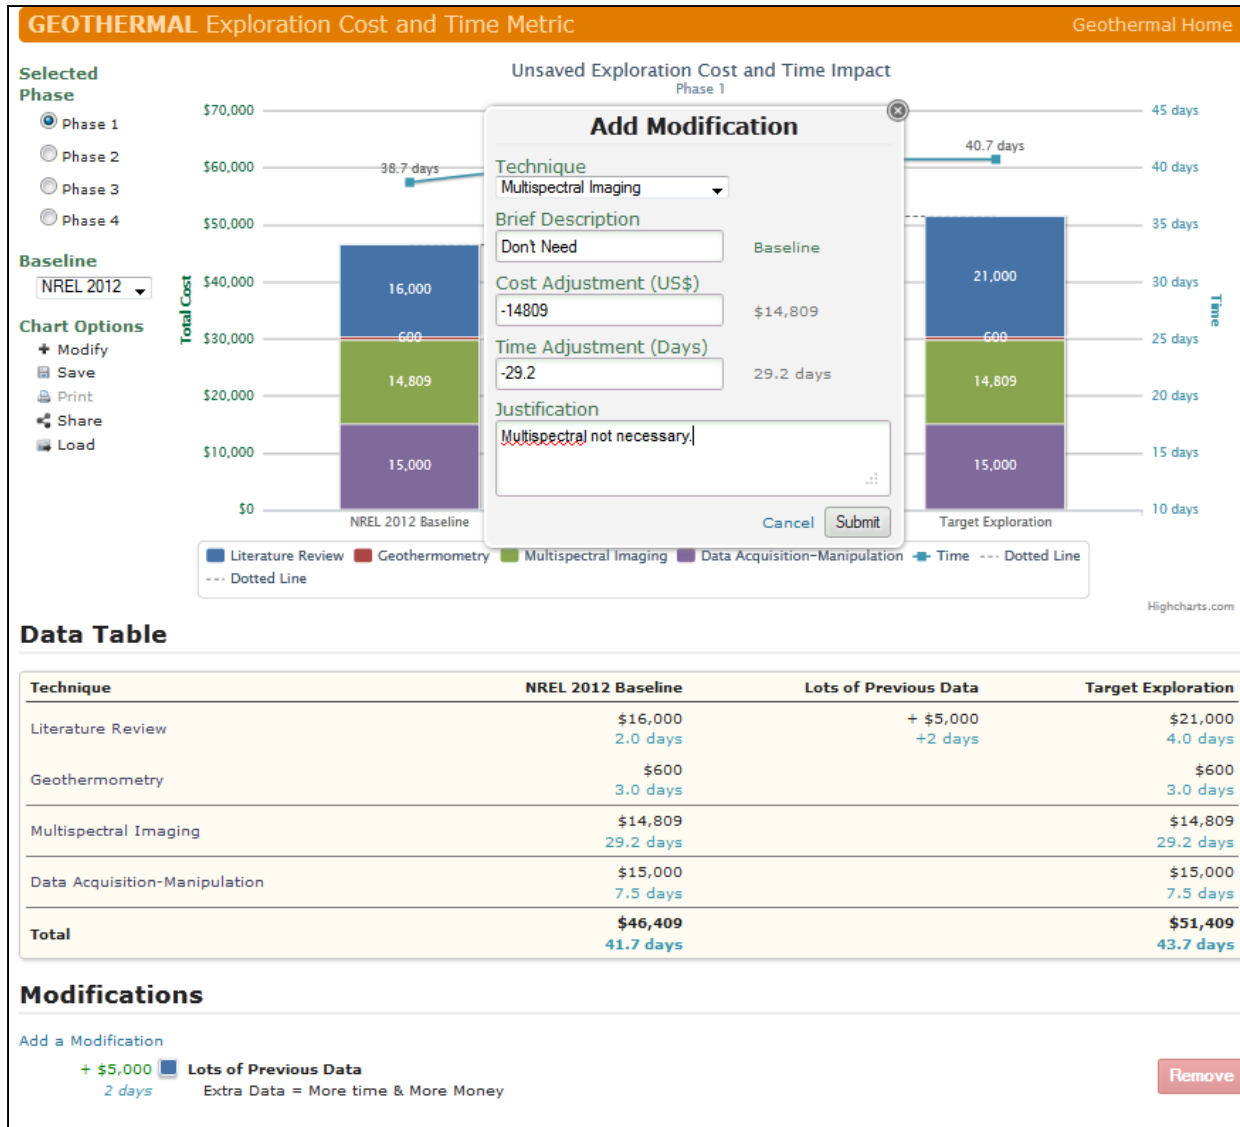 GEOTHERMAL Exploration Cost and Time Metric
Geothermal Home
Selected
Phase
Phase 1
Phase 2
Phase 3
Phase 4
Baseline
NREL 2012
Chart Options
Modify
Save
Print
Share
Load
Unsaved Exploration Cost and Time Impact
Phase 1
Total Cost
$70,000
$60,000
$50,000
$40,000
$30,000
$20,000
$10,000
$0
38.7 days
16,000
600
14,809
15,000
NREL 2012 Baseline
Add Modification
Technique
Multispectral Imaging
Brief Description
Don't Need
Baseline
Cost Adjustment (US$)
-14809
$14,809
Time Adjustment (Days)
-29.2
29.2 days
Justification
Multispectral not necessary.
Cancel
Submit
40.7 days
21,000
600
14,809
15,000
Target Exploration
45 days
40 days
35 days
30 days
25 days
20 days
15 days
10 days
Time
Literature Review Geothermometry Multispectral Imaging Data Acquisition-Manipulation Time --- Dotted Line
--- Dotted Line
Highcharts.com
Data Table
Technique NREL 2012 Baseline Lots of Previous Data Target Exploration
Literature Review
$16,000 + $5,000 $21,000
2.0 days +2 days 4.0 days
Geothermometry
$600 $600
3.0 days 3.0 days
Multispectral Imaging
$14,809 $14,809
29.2 days 29.2 days
Data Acquisition-Manipulation
$15,000 $15,000
7.5 days 7.5 days
Total
$46,409 $51,409
41.7 days 43.7 days
Modifications
Add a Modification
+ $5,000 Lots of Previous Data
2 days Extra Data = More time & More Money
Remove